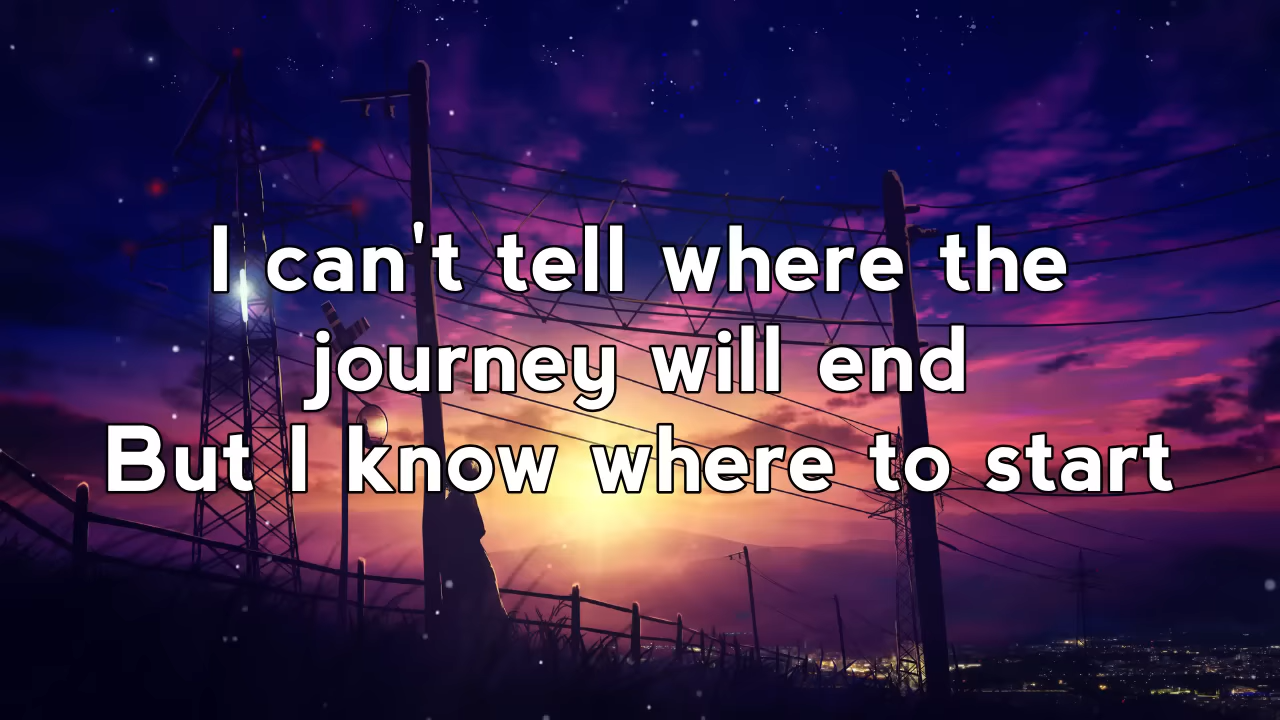 I can't tell where the
journey will end
But I know where to start